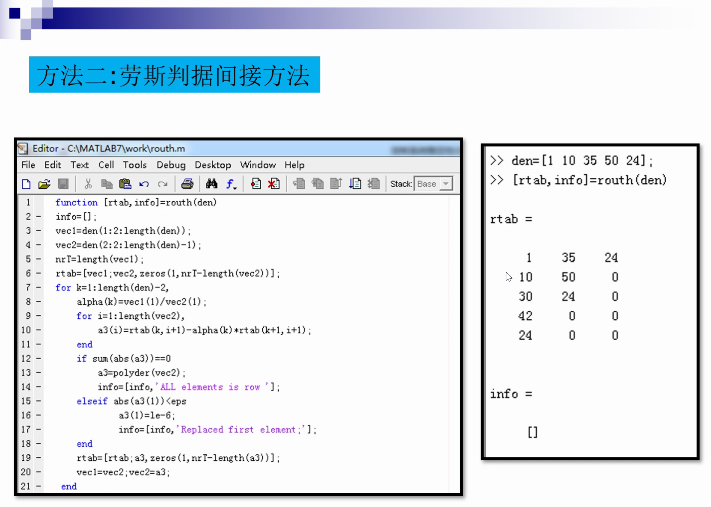 方法二:劳斯判据间接方法
Editor - C:\MATLAB7\work\routh.m
File Edit Text Cell Tools Debug Desktop Window Help
Stack: Base
1 function [rtab,info]=routh(den)
2 - info=[];
3 - vec1=den(1:2:length(den));
4 - vec2=den(2:2:length(den)-1);
5 - nrT=length(vec1);
6 - rtab=[vec1;vec2,zeros(1,nrT-length(vec2))];
7 - for k=1:length(den)-2,
8 - alpha(k)=vec1(1)/vec2(1);
9 - for i=1:length(vec2),
10 - a3(i)=rtab(k,i+1)-alpha(k)*rtab(k+1,i+1);
11 - end
12 - if sum(abs(a3))==0
13 - a3=polyder(vec2);
14 - info=[info,'ALL elements is row '];
15 - elseif abs(a3(1))<eps
16 - a3(1)=1e-6;
17 - info=[info,'Replaced first element;'];
18 - end
19 - rtab=[rtab;a3,zeros(1,nrT-length(a3))];
20 - vec1=vec2;vec2=a3;
21 - end
>> den=[1 10 35 50 24];
>> [rtab,info]=routh(den)
rtab =
1 35 24
10 50 0
30 24 0
42 0 0
24 0 0
info =
[]